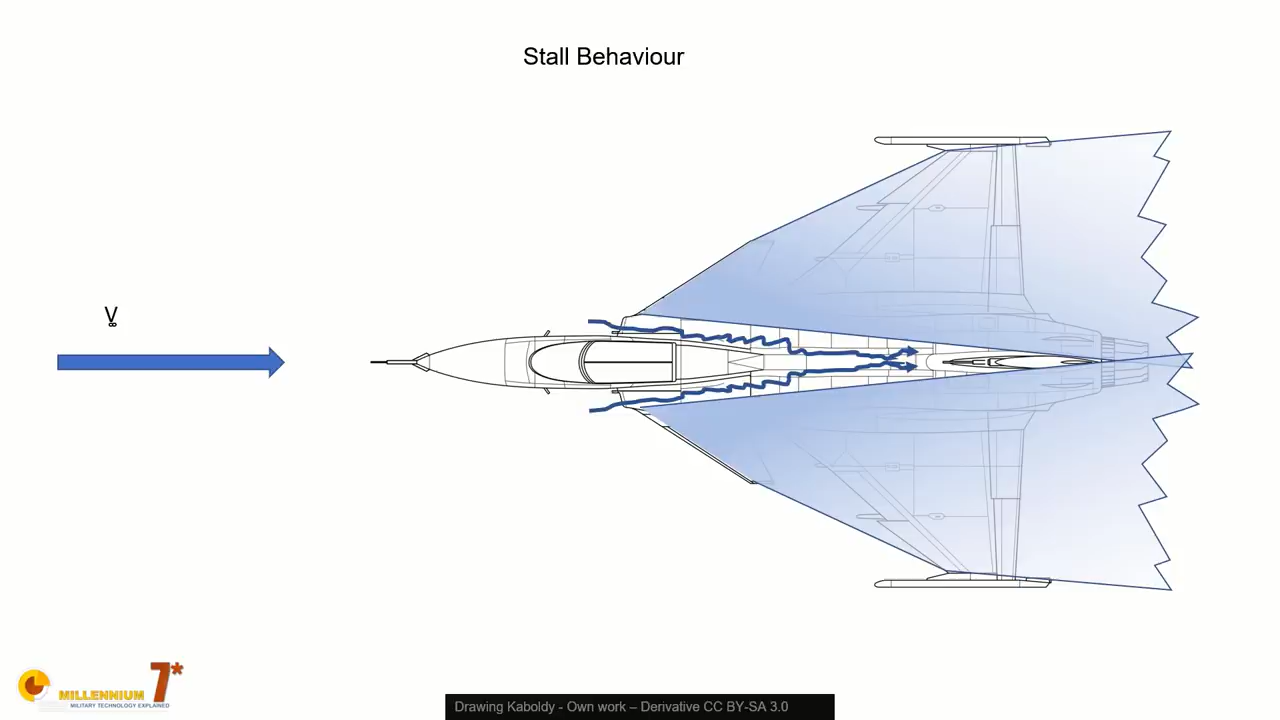 Stall Behaviour
V∞
MILLENNIUM 7*
MILITARY TECHNOLOGY EXPLAINED
Drawing Kaboldy - Own work – Derivative CC BY-SA 3.0